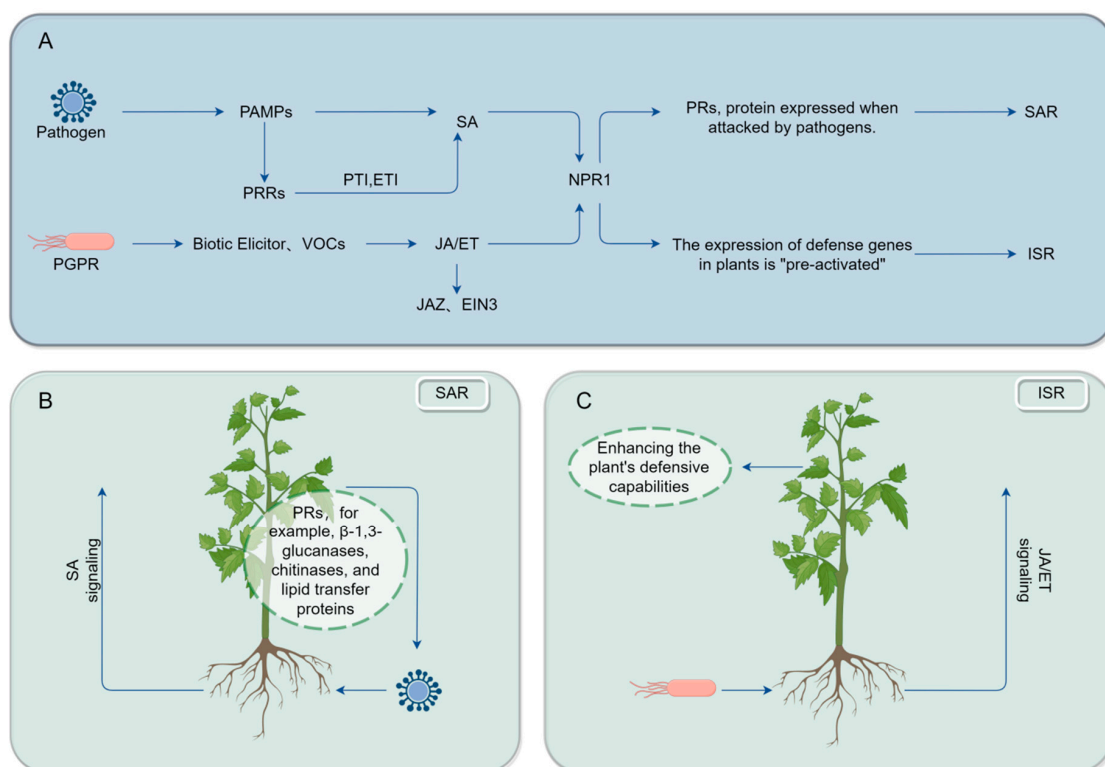 A
Pathogen
PAMPs
SA
PRs, protein expressed when
attacked by pathogens.
SAR
PRRs
PTI,ETI
NPR1
PGPR
Biotic Elicitor、VOCs
JA/ET
JAZ、EIN3
The expression of defense genes
in plants is "pre-activated"
ISR
B
SAR
SA
signaling
PRs，for
example, β-1,3-
glucanases,
chitinases, and
lipid transfer
proteins
C
ISR
Enhancing the
plant's defensive
capabilities
JA/ET
signaling